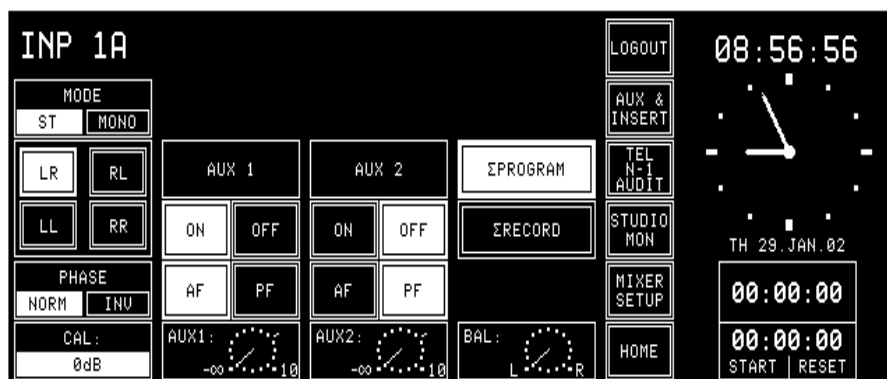 INP 1A
MODE
ST MONO
LR RL
LL RR
PHASE
NORM INV
CAL:
0dB
AUX 1
ON OFF
AF PF
AUX1:
-∞ 10
AUX 2
ON OFF
AF PF
AUX2:
-∞ 10
ΣPROGRAM
ΣRECORD
BAL:
L R
LOGOUT
AUX &
INSERT
TEL
N-1
AUDIT
STUDIO
MON
MIXER
SETUP
HOME
08:56:56
TH 29.JAN.02
00:00:00
00:00:00
START | RESET